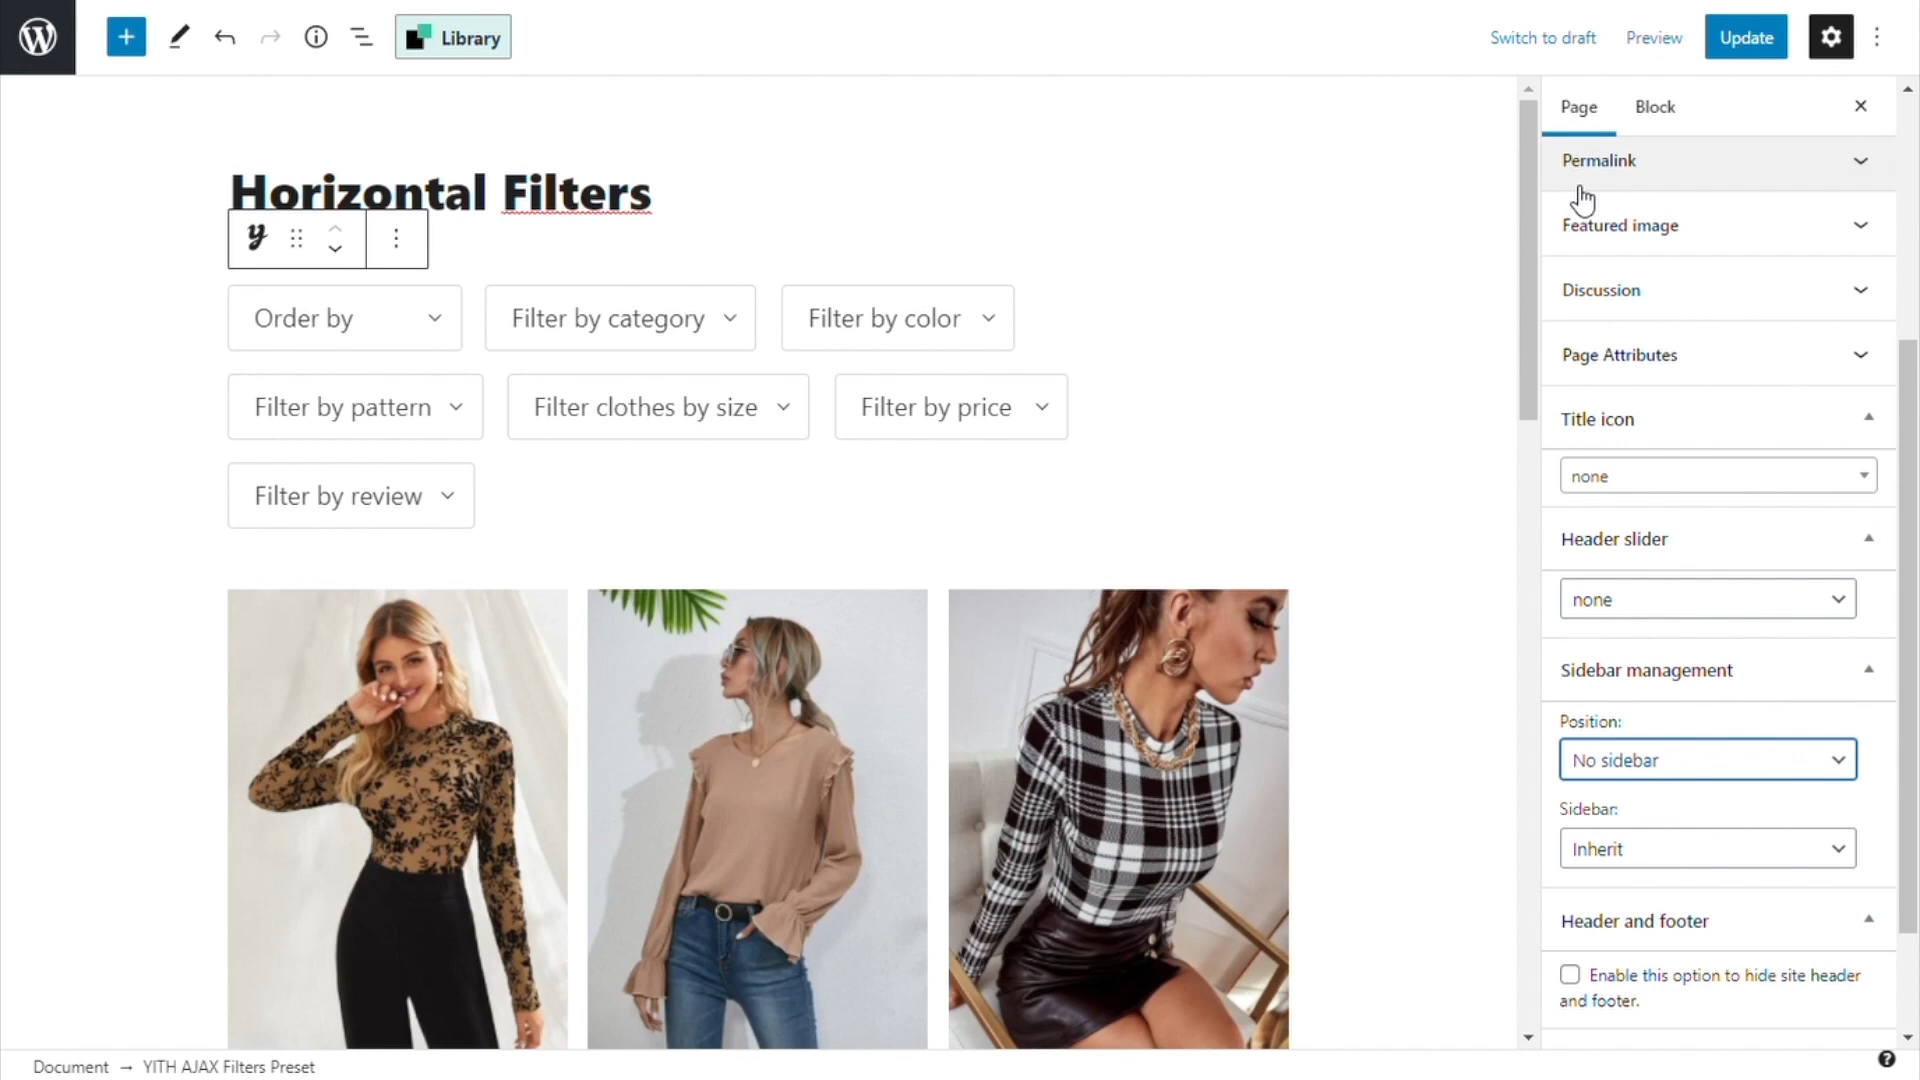 Library
Switch to draft
Preview
Update
Page
Block
Permalink
Featured image
Discussion
Page Attributes
Title icon
none
Header slider
none
Sidebar management
Position:
No sidebar
Sidebar:
Inherit
Header and footer
Enable this option to hide site header
and footer.
Horizontal Filters
Order by
Filter by category
Filter by color
Filter by pattern
Filter clothes by size
Filter by price
Filter by review
Document → YITH AJAX Filters Preset